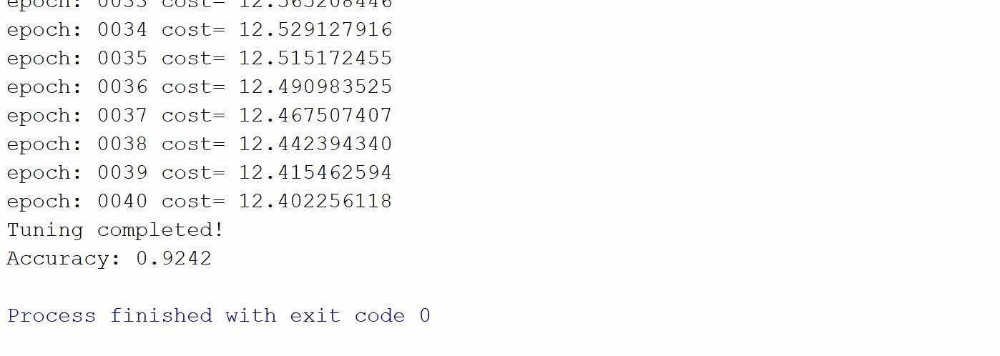 epoch: 0033 cost= 12.565208446
epoch: 0034 cost= 12.529127916
epoch: 0035 cost= 12.515172455
epoch: 0036 cost= 12.490983525
epoch: 0037 cost= 12.467507407
epoch: 0038 cost= 12.442394340
epoch: 0039 cost= 12.415462594
epoch: 0040 cost= 12.402256118
Tuning completed!
Accuracy: 0.9242
Process finished with exit code 0